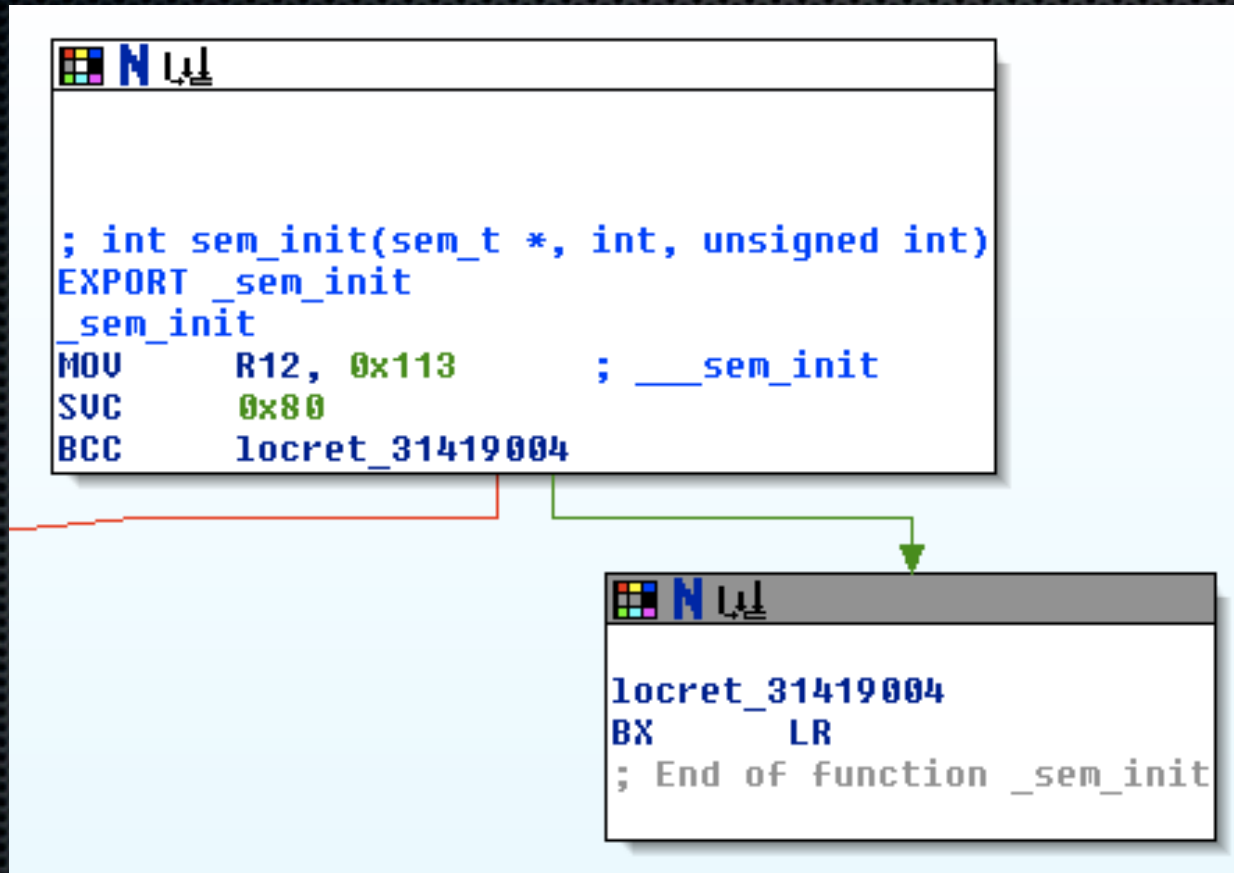 N
; int sem_init(sem_t *, int, unsigned int)
EXPORT _sem_init
_sem_init
MOV R12, 0x113 ; ___sem_init
SVC 0x80
BCC locret_31419004
N
locret_31419004
BX LR
; End of function _sem_init